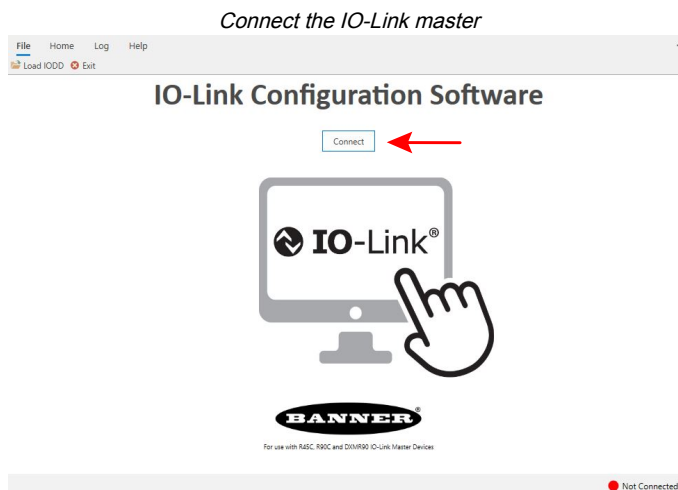 Connect the IO-Link master
File Home Log Help
Load IODD Exit
IO-Link Configuration Software
Connect
IO-Link®
BANNER®
For use with R45C, R90C and DXMR90 IO-Link Master Devices
Not Connected